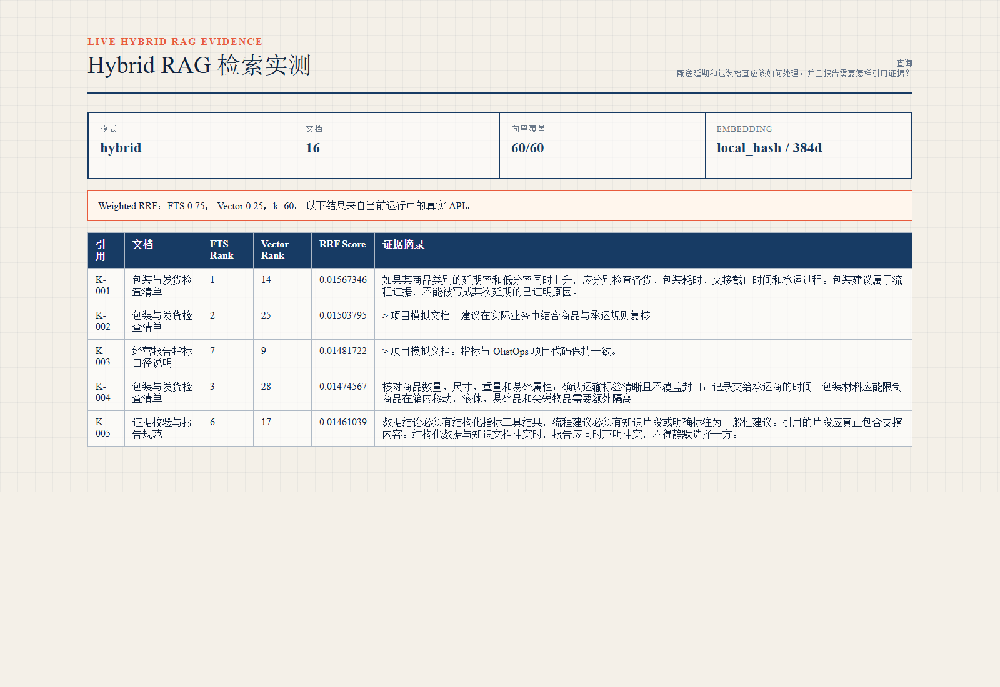 LIVE HYBRID RAG EVIDENCE
Hybrid RAG 检索实测
查询
配送延期和包装检查应该如何处理，并且报告需要怎样引用证据？
模式
hybrid
文档
16
向量覆盖
60/60
EMBEDDING
local_hash / 384d
Weighted RRF：FTS 0.75， Vector 0.25，k=60。 以下结果来自当前运行中的真实 API。
引
用
文档
FTS
Rank
Vector
Rank
RRF Score
证据摘录
K-
001
包装与发货检
查清单
1
14
0.01567346
如果某商品类别的延期率和低分率同时上升，应分别检查备货、包装耗时、交接截止时间和承运过程。包装建议属于流
程证据，不能被写成某次延期的已证明原因。
K-
002
包装与发货检
查清单
2
25
0.01503795
> 项目模拟文档。建议在实际业务中结合商品与承运规则复核。
K-
003
经营报告指标
口径说明
7
9
0.01481722
> 项目模拟文档。指标与 OlistOps 项目代码保持一致。
K-
004
包装与发货检
查清单
3
28
0.01474567
核对商品数量、尺寸、重量和易碎属性；确认运输标签清晰且不覆盖封口；记录交给承运商的时间。包装材料应能限制
商品在箱内移动，液体、易碎品和尖锐物品需要额外隔离。
K-
005
证据校验与报
告规范
6
17
0.01461039
数据结论必须有结构化指标工具结果，流程建议必须有知识片段或明确标注为一般性建议。引用的片段应真正包含支撑
内容。结构化数据与知识文档冲突时，报告应同时声明冲突，不得静默选择一方。